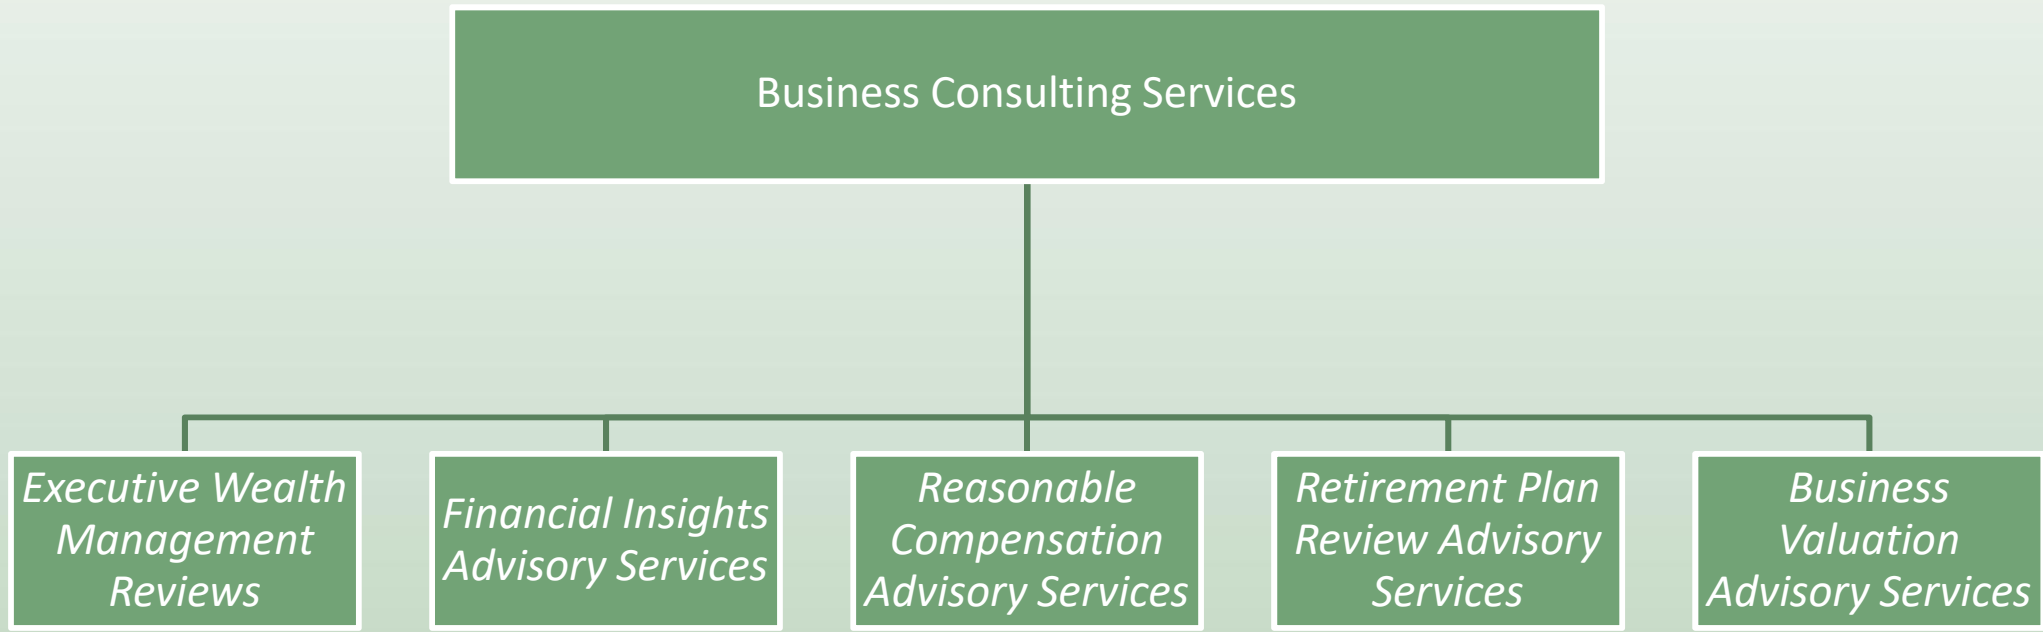 Business Consulting Services
Executive Wealth
Management
Reviews
Financial Insights
Advisory Services
Reasonable
Compensation
Advisory Services
Retirement Plan
Review Advisory
Services
Business
Valuation
Advisory Services